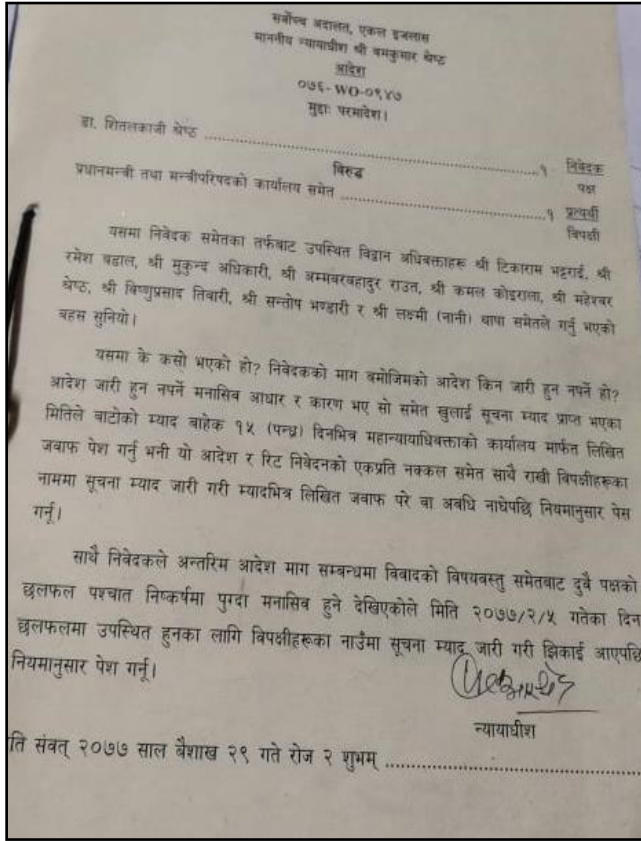 सर्वोच्च अदालत, एकल इजलास
माननीय न्यायाधीश श्री बमकुमार श्रेष्ठ
आदेश
०७६-WO-०९४७
मुद्दाः परमादेश।
डा. शितलकाजी श्रेष्ठ ........................................................१ निवेदक
पक्ष
विरुद्ध
प्रधानमन्त्री तथा मन्त्रीपरिषदको कार्यालय समेत ...................................१ प्रत्यर्थी
विपक्षी
यसमा निवेदक समेतका तर्फबाट उपस्थित विद्वान अधिवक्ताहरू श्री टिकाराम भट्टराई, श्री
रमेश बडाल, श्री मुकुन्द अधिकारी, श्री अम्मबरबहादुर राउत, श्री कमल कोइराला, श्री महेश्वर
श्रेष्ठ, श्री विष्णुप्रसाद तिवारी, श्री सन्तोष भण्डारी र श्री लक्ष्मी (नानी) थापा समेतले गर्नु भएको
बहस सुनियो।
यसमा के कसो भएको हो? निवेदकको माग बमोजिमको आदेश किन जारी हुन नपर्ने हो?
आदेश जारी हुन नपर्ने मनासिव आधार र कारण भए सो समेत खुलाई सूचना म्याद प्राप्त भएका
मितिले बाटोको म्याद बाहेक १५ (पन्ध्र) दिनभित्र महान्यायाधिवक्ताको कार्यालय मार्फत लिखित
जवाफ पेश गर्नु भनी यो आदेश र रिट निवेदनको एकप्रति नक्कल समेत साथै राखी विपक्षीहरूका
नाममा सूचना म्याद जारी गरी म्यादभित्र लिखित जवाफ परे वा अवधि नाघेपछि नियमानुसार पेस
गर्नू।
साथै निवेदकले अन्तरिम आदेश माग सम्बन्धमा विवादको विषयवस्तु समेतबाट दुवै पक्षको
छलफल पश्चात निष्कर्षमा पुग्दा मनासिव हुने देखिएकोले मिति २०७७/२/५ गतेका दिन
छलफलमा उपस्थित हुनका लागि विपक्षीहरूका नाउँमा सूचना म्याद जारी गरी झिकाई आएपछि
नियमानुसार पेश गर्नू।
न्यायाधीश
ति संवत् २०७७ साल बैशाख २९ गते रोज २ शुभम् ............................................